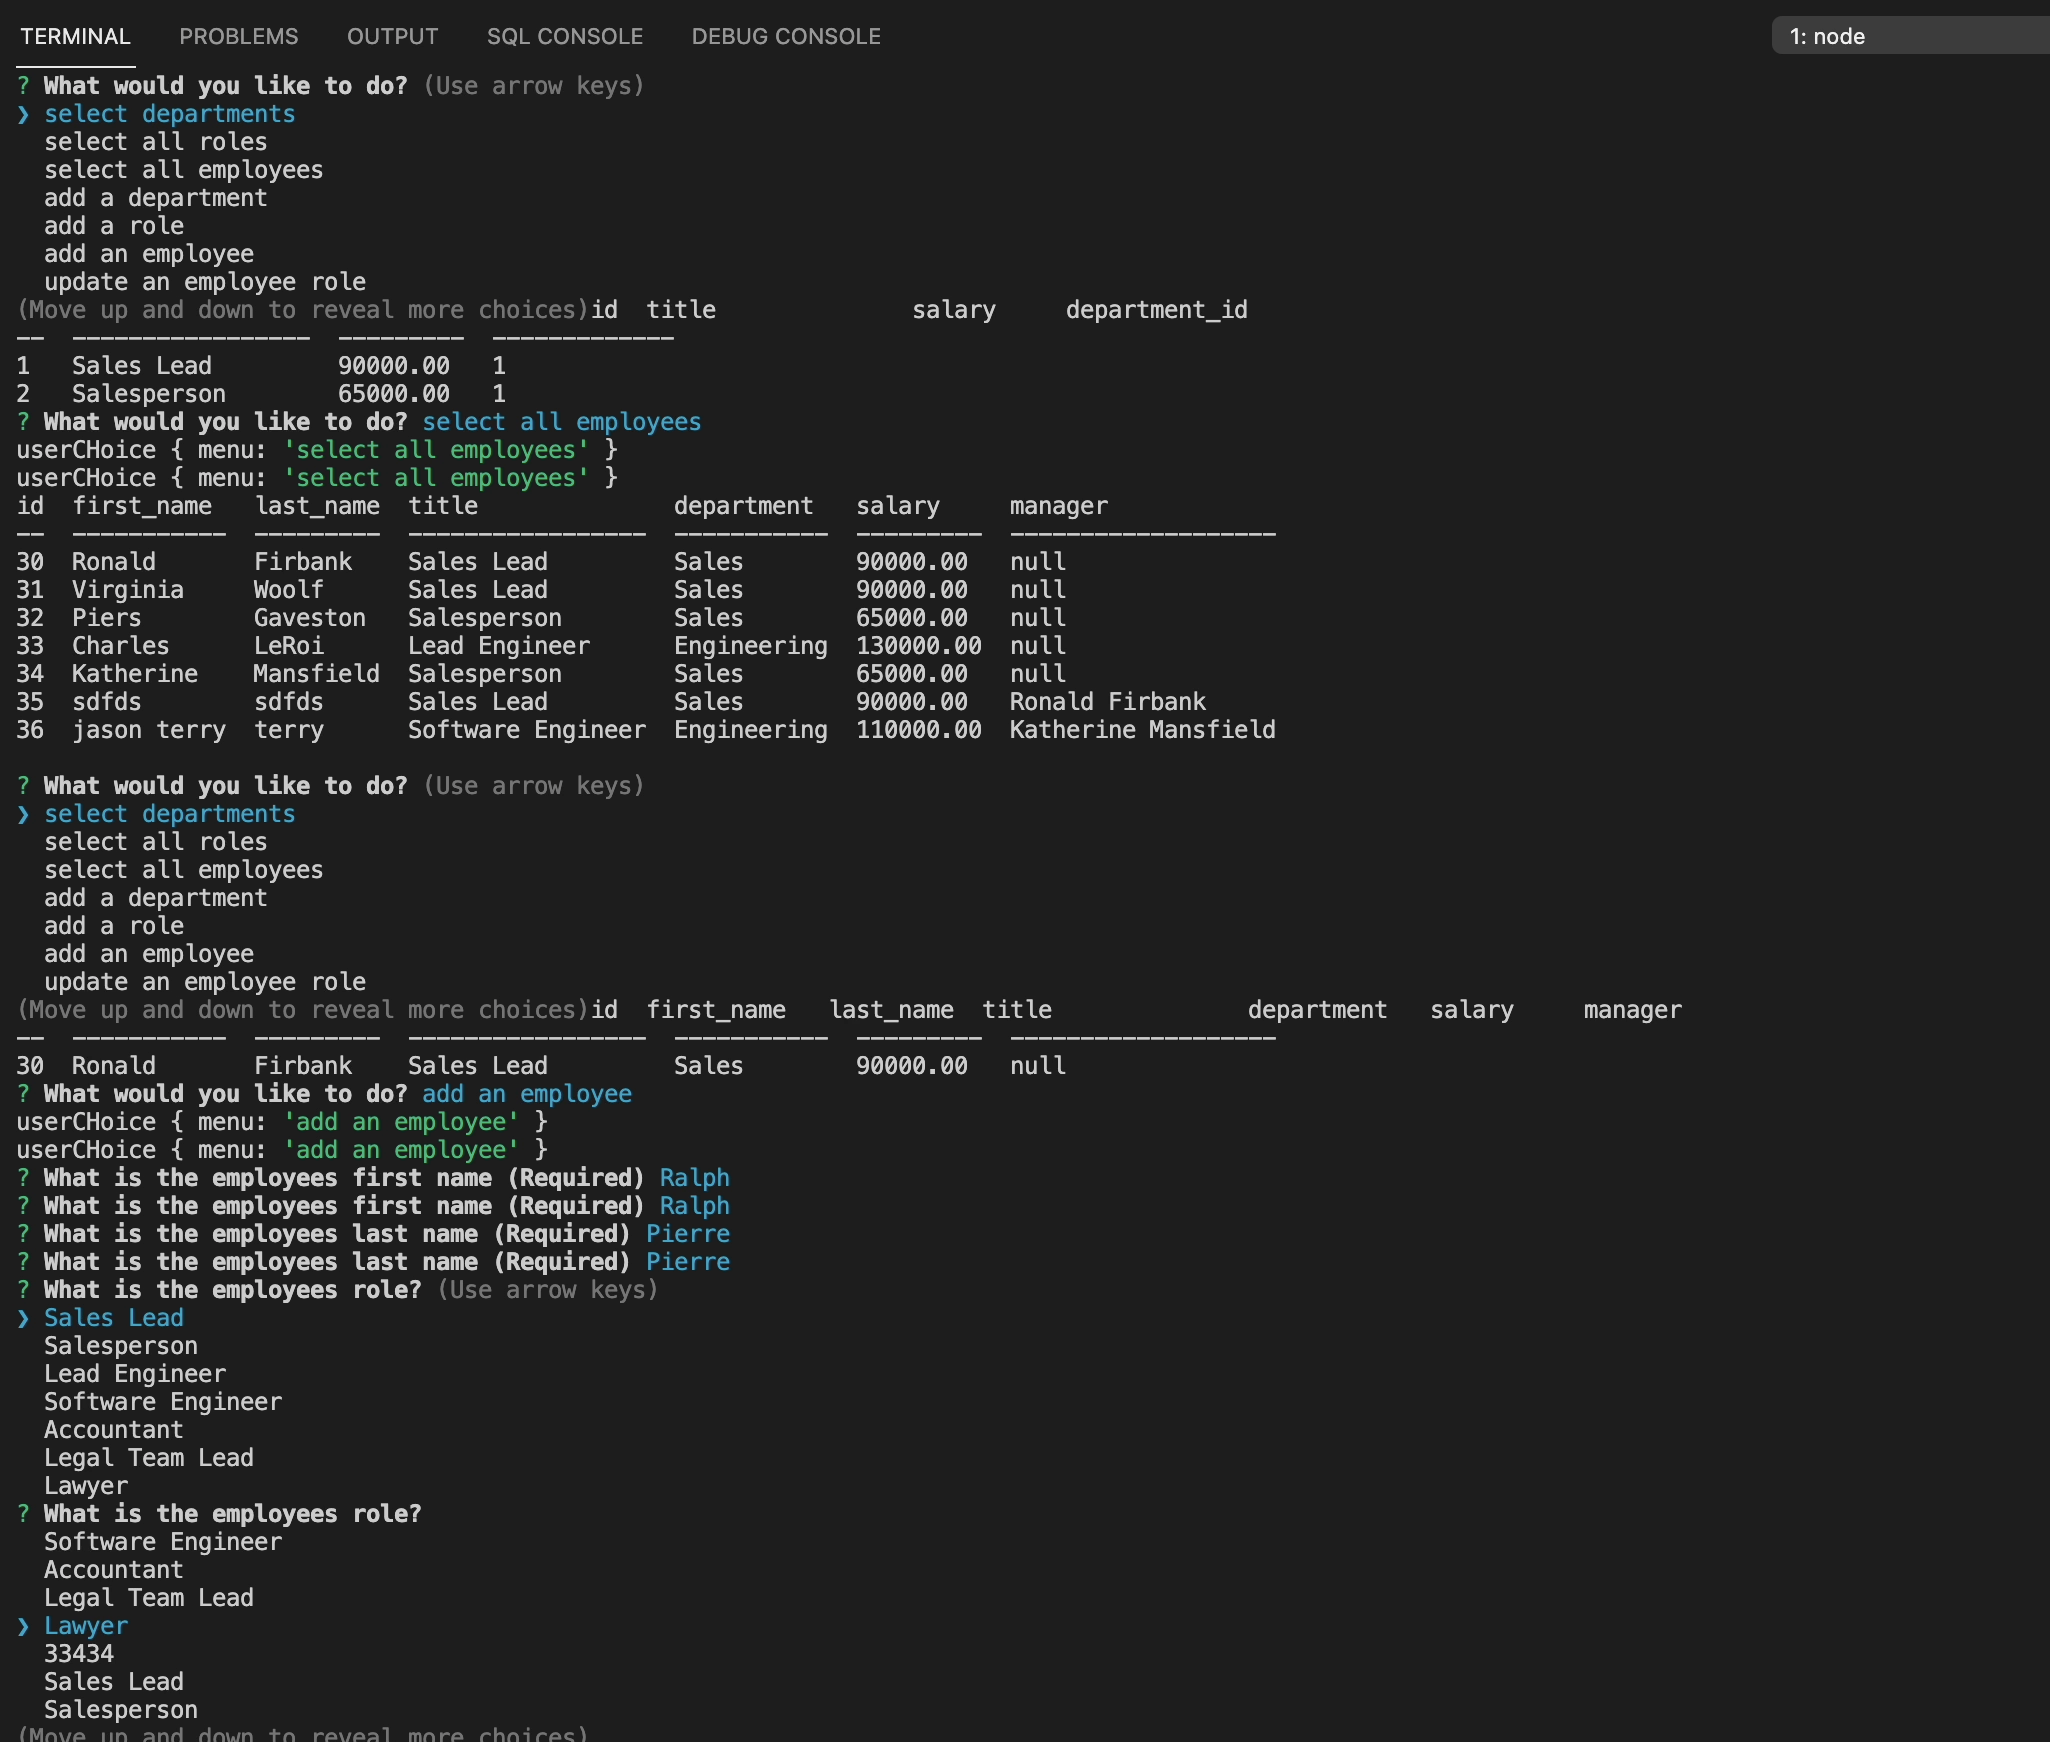 TERMINAL PROBLEMS OUTPUT SQL CONSOLE DEBUG CONSOLE 1: node
? What would you like to do? (Use arrow keys)
❯ select departments
  select all roles
  select all employees
  add a department
  add a role
  add an employee
  update an employee role
(Move up and down to reveal more choices)id  title              salary     department_id
--  -----------------  ---------  -------------
1   Sales Lead         90000.00   1
2   Salesperson        65000.00   1
? What would you like to do? select all employees
userCHoice { menu: 'select all employees' }
userCHoice { menu: 'select all employees' }
id  first_name   last_name  title              department   salary     manager
--  -----------  ---------  -----------------  -----------  ---------  -------------------
30  Ronald       Firbank    Sales Lead         Sales        90000.00   null
31  Virginia     Woolf      Sales Lead         Sales        90000.00   null
32  Piers        Gaveston   Salesperson        Sales        65000.00   null
33  Charles      LeRoi      Lead Engineer      Engineering  130000.00  null
34  Katherine    Mansfield  Salesperson        Sales        65000.00   null
35  sdfds        sdfds      Sales Lead         Sales        90000.00   Ronald Firbank
36  jason terry  terry      Software Engineer  Engineering  110000.00  Katherine Mansfield
? What would you like to do? (Use arrow keys)
❯ select departments
  select all roles
  select all employees
  add a department
  add a role
  add an employee
  update an employee role
(Move up and down to reveal more choices)id  first_name   last_name  title              department   salary     manager
--  -----------  ---------  -----------------  -----------  ---------  -------------------
30  Ronald       Firbank    Sales Lead         Sales        90000.00   null
? What would you like to do? add an employee
userCHoice { menu: 'add an employee' }
userCHoice { menu: 'add an employee' }
? What is the employees first name (Required) Ralph
? What is the employees first name (Required) Ralph
? What is the employees last name (Required) Pierre
? What is the employees last name (Required) Pierre
? What is the employees role? (Use arrow keys)
❯ Sales Lead
  Salesperson
  Lead Engineer
  Software Engineer
  Accountant
  Legal Team Lead
  Lawyer
? What is the employees role?
  Software Engineer
  Accountant
  Legal Team Lead
❯ Lawyer
  33434
  Sales Lead
  Salesperson
(Move up and down to reveal more choices)